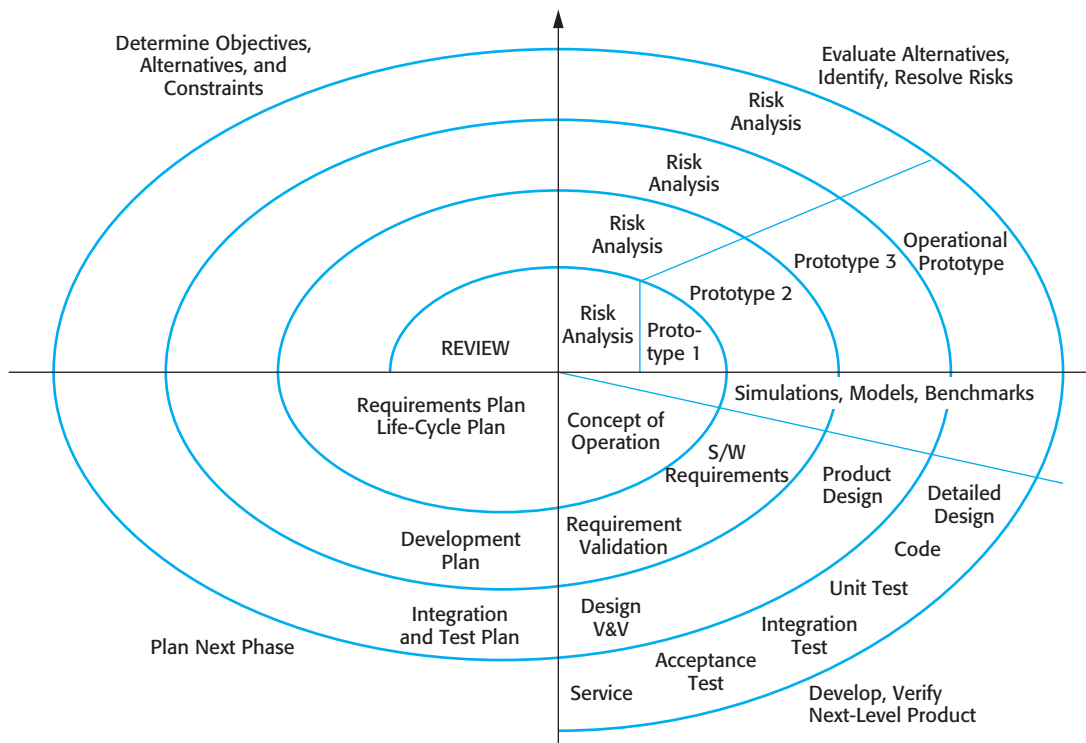 Determine Objectives,
Alternatives, and
Constraints
Evaluate Alternatives,
Identify, Resolve Risks
Risk
Analysis
Risk
Analysis
Risk
Analysis
Risk
Analysis
Proto-
type 1
Prototype 2
Prototype 3
Operational
Prototype
REVIEW
Requirements Plan
Life-Cycle Plan
Concept of
Operation
Simulations, Models, Benchmarks
S/W
Requirements
Product
Design
Detailed
Design
Development
Plan
Requirement
Validation
Code
Unit Test
Integration
and Test Plan
Design
V&V
Integration
Test
Acceptance
Test
Service
Plan Next Phase
Develop, Verify
Next-Level Product